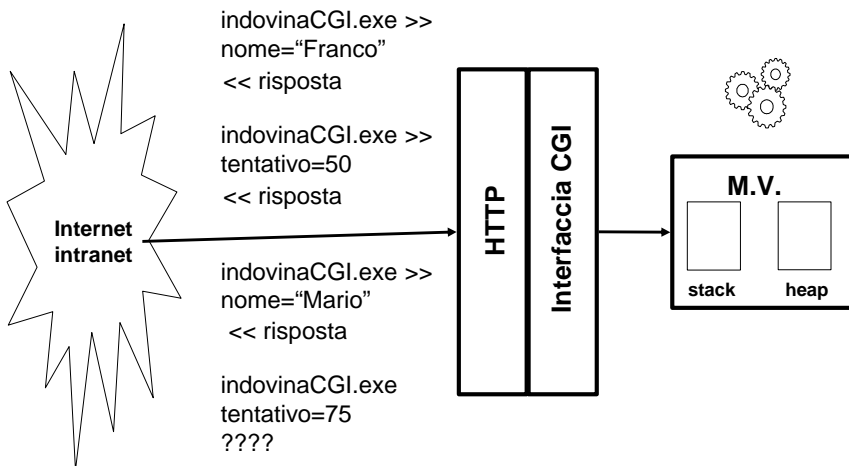 indovinaCGI.exe >>
nome=“Franco”
<< risposta
indovinaCGI.exe >>
tentativo=50
<< risposta
Internet
intranet
indovinaCGI.exe >>
nome=“Mario”
<< risposta
indovinaCGI.exe
tentativo=75
????
HTTP
Interfaccia CGI
M.V.
stack
heap